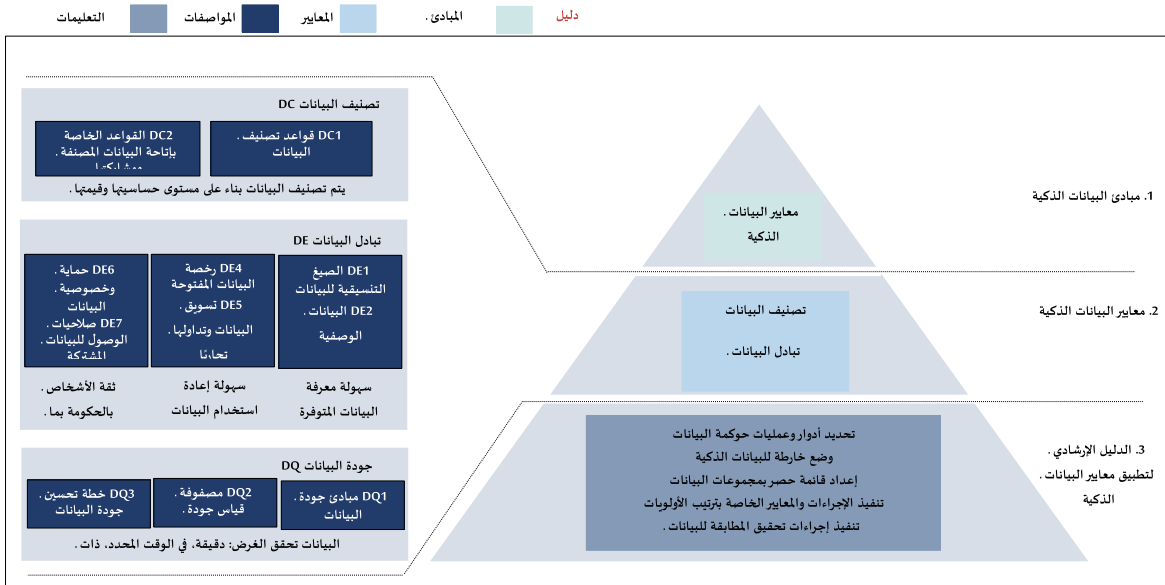 دليل
المبادئ .
المعايير
المواصفات
التعليمات
تصنيف البيانات DC
DC1 قواعد تصنيف .
البيانات
DC2 القواعد الخاصة
بإتاحة البيانات المصنفة .
ومشاركتها
يتم تصنيف البيانات بناء على مستوى حساسيتها وقيمتها .
تبادل البيانات DE
DE1 الصيغ
التنسيقية للبيانات
DE2 البيانات .
الوصفية
DE4 رخصة
البيانات المفتوحة
DE5 تسويق .
البيانات وتداولها .
تجاريًا
DE6 حماية .
وخصوصية .
البيانات
DE7 صلاحيات .
الوصول للبيانات .
المشتركة
سهولة معرفة
البيانات المتوفرة
سهولة إعادة
استخدام البيانات
ثقة الأشخاص .
بالحكومة بما .
جودة البيانات DQ
DQ1 مبادئ جودة .
البيانات
DQ2 مصفوفة .
قياس جودة .
DQ3 خطة تحسين .
جودة البيانات
البيانات تحقق الغرض: دقيقة، في الوقت المحدد، ذات .
معايير البيانات .
الذكية
1. مبادئ البيانات الذكية
تصنيف البيانات
تبادل البيانات .
2. معايير البيانات الذكية
تحديد أدوار وعمليات حوكمة البيانات
وضع خارطة للبيانات الذكية
إعداد قائمة حصر بمجموعات البيانات
تنفيذ الإجراءات والمعايير الخاصة بترتيب الأولويات
تنفيذ إجراءات تحقيق المطابقة للبيانات .
3. الدليل الإرشادي .
لتطبيق معايير البيانات .
الذكية